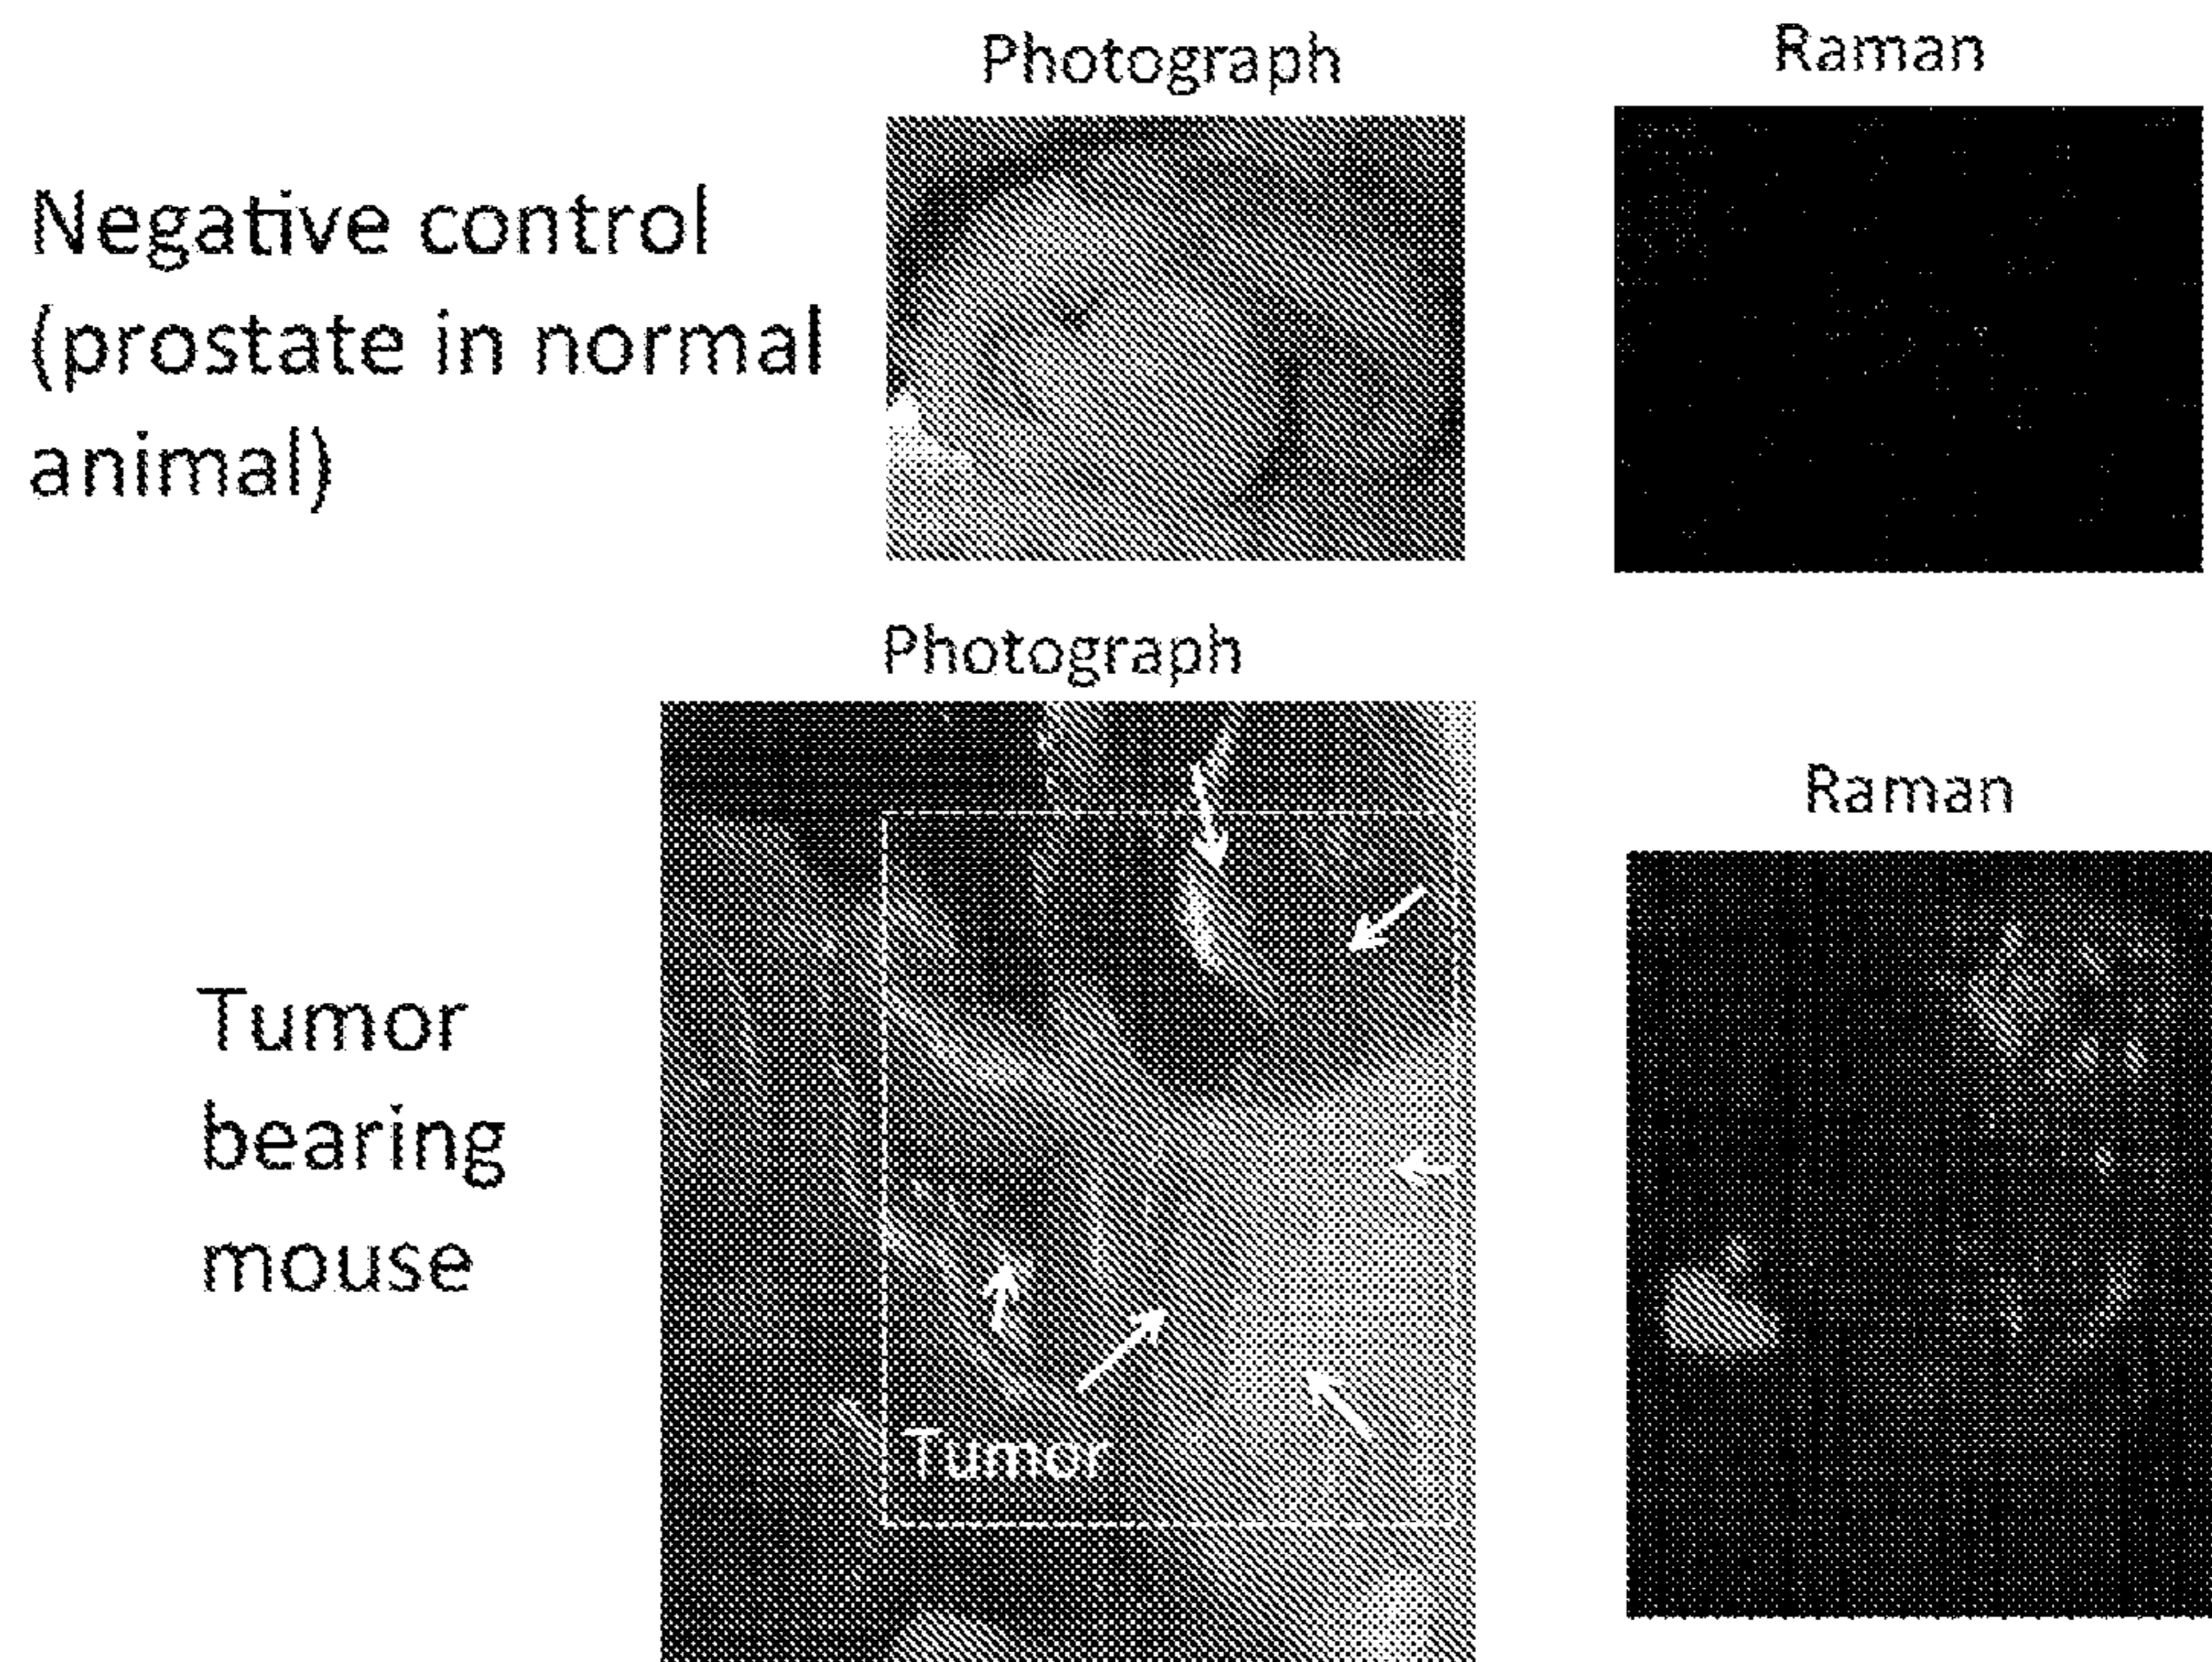 Photograph
Raman
Negative control
(prostate in normal
animal)
Photograph
Raman
Tumor
bearing
mouse
Tumor